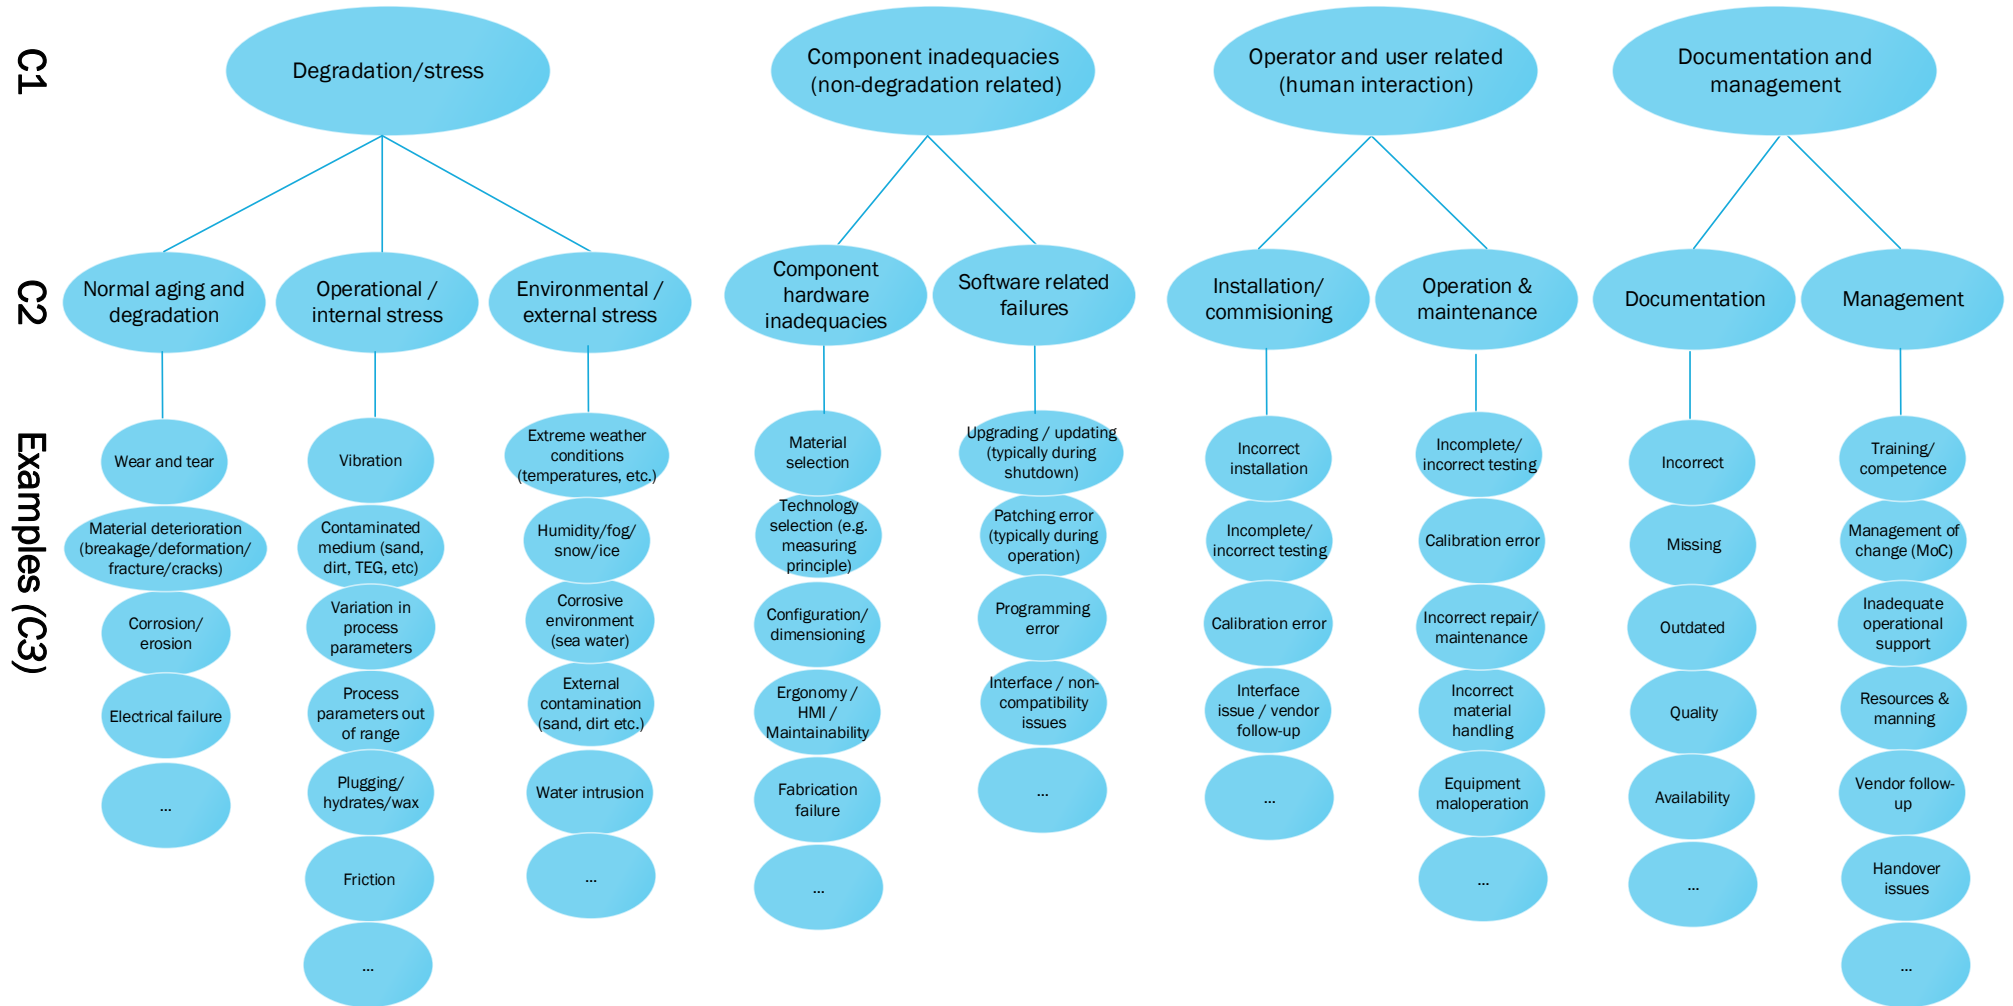 C1
Degradation/stress
Component inadequacies
(non-degradation related)
Operator and user related
(human interaction)
Documentation and
management
C2
Normal aging and
degradation
Operational /
internal stress
Environmental /
external stress
Component
hardware
inadequacies
Software related
failures
Installation/
commisioning
Operation &
maintenance
Documentation
Management
Examples (C3)
Wear and tear
Material deterioration
(breakage/deformation/
fracture/cracks)
Corrosion/
erosion
Electrical failure
...
Vibration
Contaminated
medium (sand,
dirt, TEG, etc)
Variation in
process
parameters
Process
parameters out
of range
Plugging/
hydrates/wax
Friction
...
Extreme weather
conditions
(temperatures, etc.)
Humidity/fog/
snow/ice
Corrosive
environment
(sea water)
External
contamination
(sand, dirt etc.)
Water intrusion
...
Material
selection
Technology
selection (e.g.
measuring
principle)
Configuration/
dimensioning
Ergonomy /
HMI /
Maintainability
Fabrication
failure
...
Upgrading / updating
(typically during
shutdown)
Patching error
(typically during
operation)
Programming
error
Interface / non-
compatibility
issues
...
Incorrect
installation
Incomplete/
incorrect testing
Calibration error
Interface
issue / vendor
follow-up
...
Incomplete/
incorrect testing
Calibration error
Incorrect repair/
maintenance
Incorrect
material
handling
Equipment
maloperation
...
Incorrect
Missing
Outdated
Quality
Availability
...
Training/
competence
Management of
change (MoC)
Inadequate
operational
support
Resources &
manning
Vendor follow-
up
Handover
issues
...